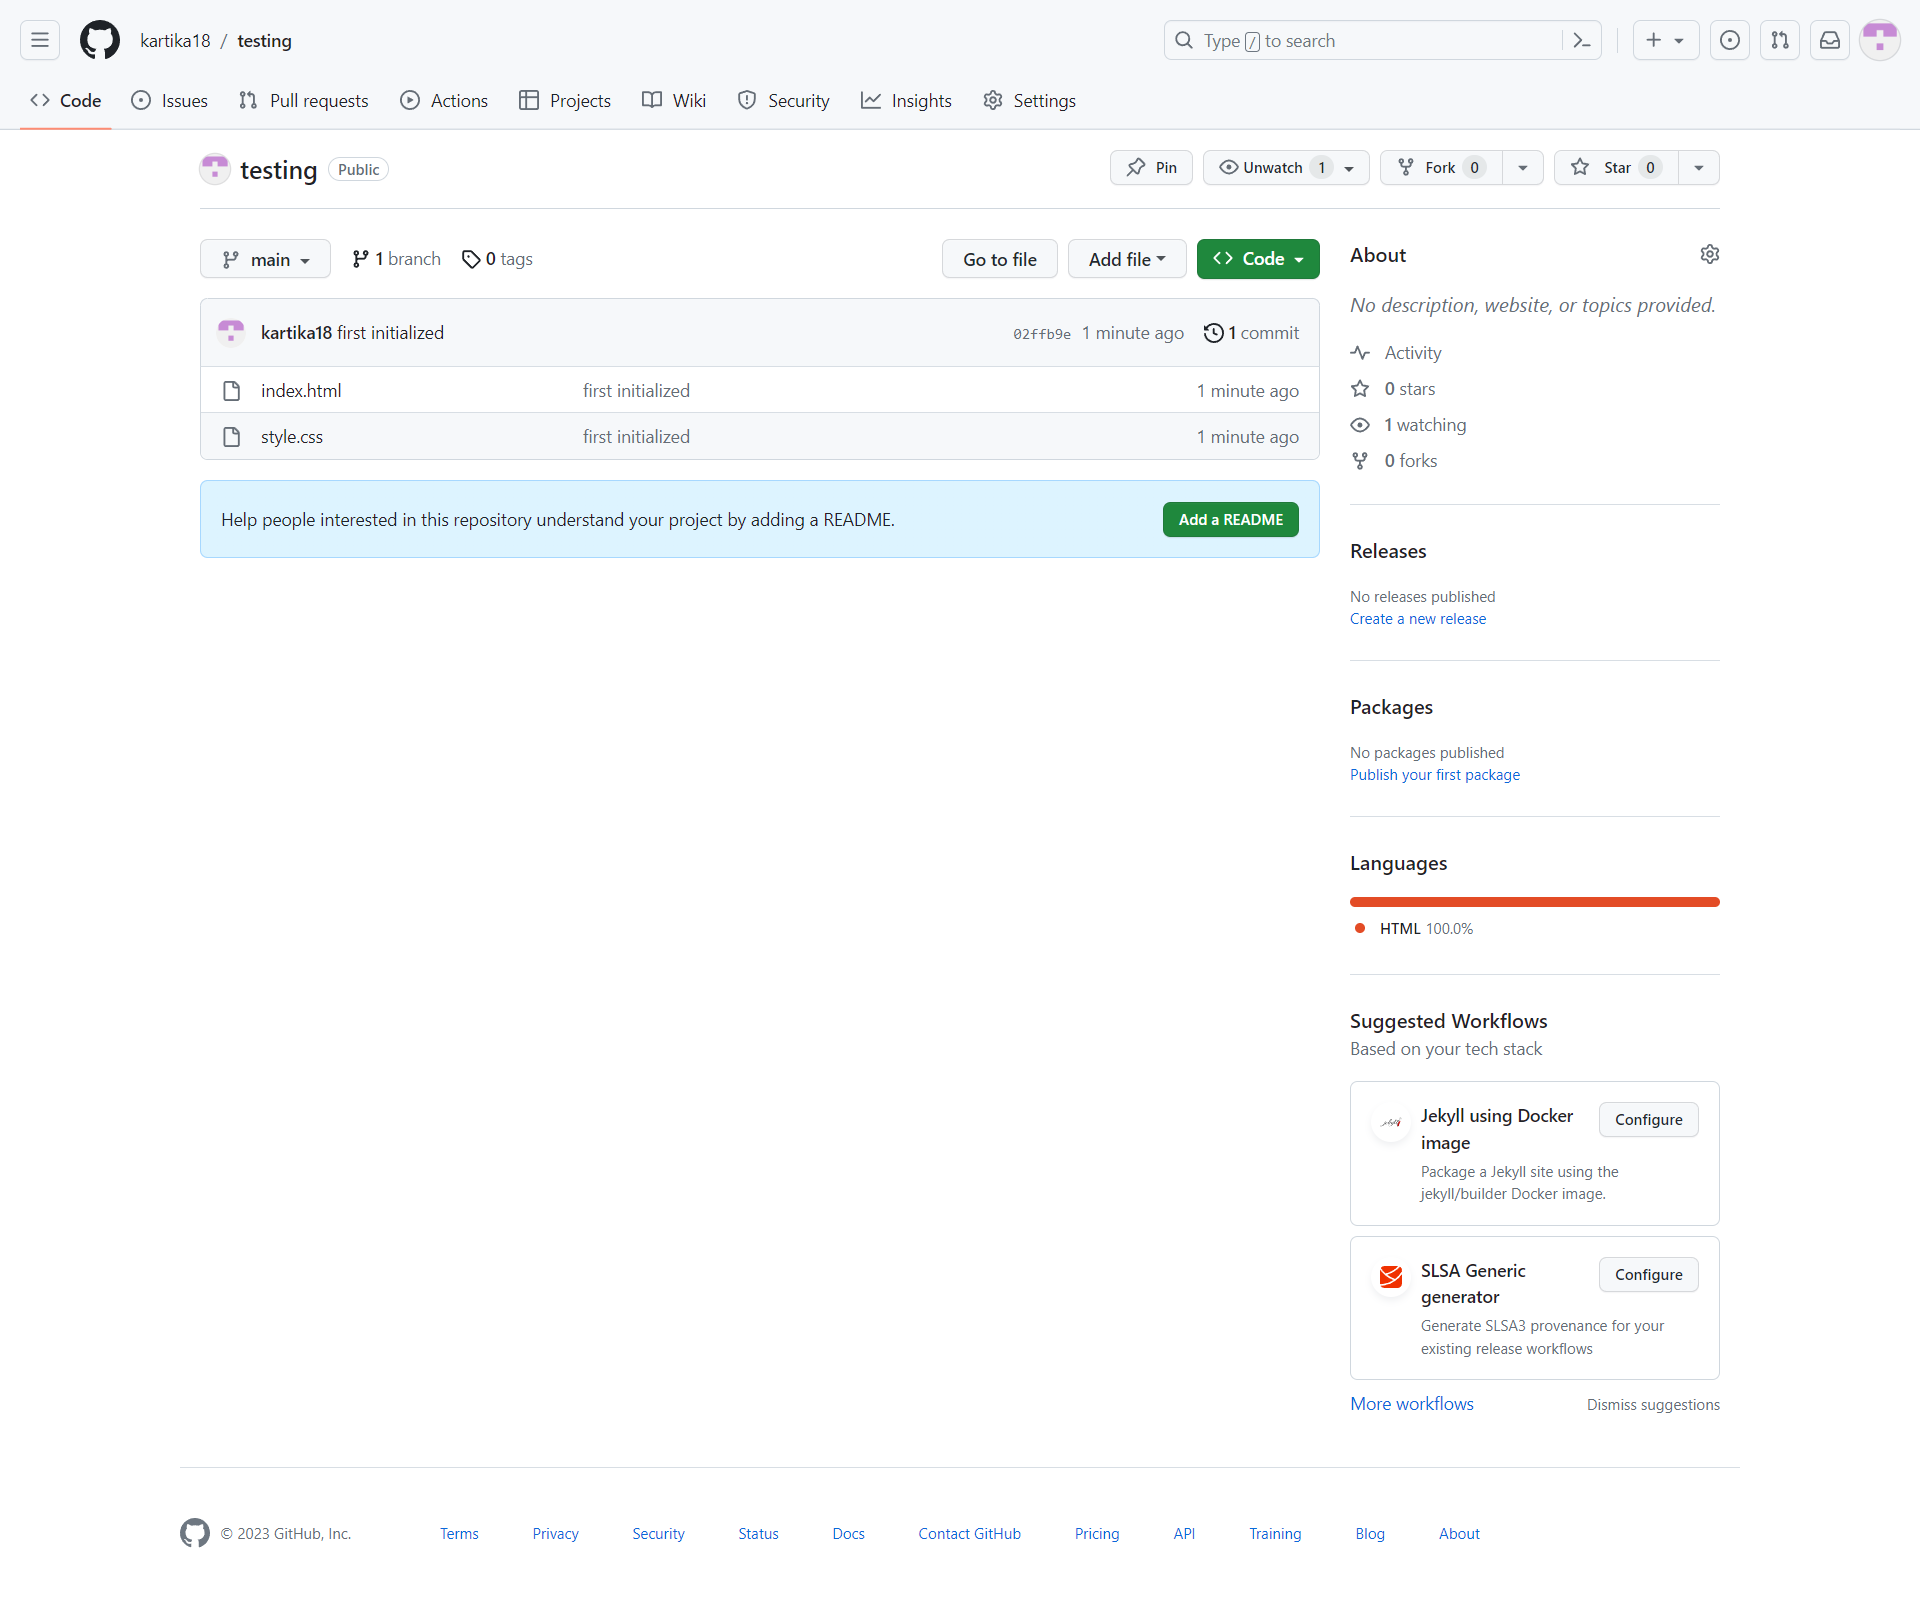 kartika18 / testing
Type / to search
Code Issues Pull requests Actions Projects Wiki Security Insights Settings
testing Public
Pin Unwatch 1 Fork 0 Star 0
main 1 branch 0 tags Go to file Add file Code
kartika18 first initialized 02ffb9e 1 minute ago 1 commit
index.html first initialized 1 minute ago
style.css first initialized 1 minute ago
Help people interested in this repository understand your project by adding a README. Add a README
About
No description, website, or topics provided.
Activity
0 stars
1 watching
0 forks
Releases
No releases published
Create a new release
Packages
No packages published
Publish your first package
Languages
HTML 100.0%
Suggested Workflows
Based on your tech stack
Jekyll using Docker image
Configure
Package a Jekyll site using the
jekyll/builder Docker image.
SLSA Generic generator
Configure
Generate SLSA3 provenance for your
existing release workflows
More workflows Dismiss suggestions
© 2023 GitHub, Inc. Terms Privacy Security Status Docs Contact GitHub Pricing API Training Blog About